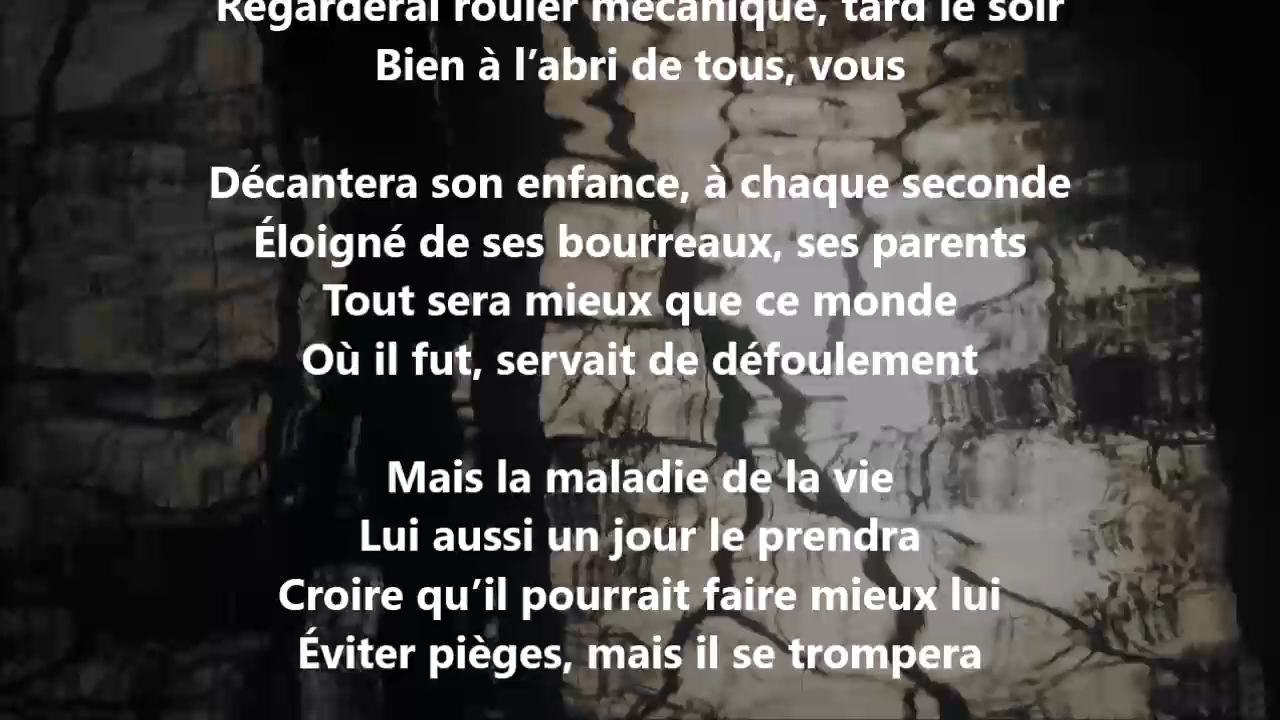 Regarderai rouler mécanique, tard le soir
Bien à l’abri de tous, vous
Décantera son enfance, à chaque seconde
Éloigné de ses bourreaux, ses parents
Tout sera mieux que ce monde
Où il fut, servait de défoulement
Mais la maladie de la vie
Lui aussi un jour le prendra
Croire qu’il pourrait faire mieux lui
Éviter pièges, mais il se trompera